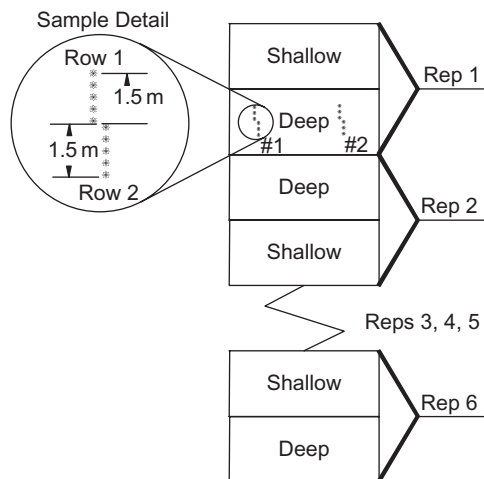 Sample Detail
Row 1
1.5 m
1.5 m
Row 2
Shallow
Rep 1
Deep
#1
#2
Deep
Rep 2
Shallow
Reps 3, 4, 5
Shallow
Rep 6
Deep